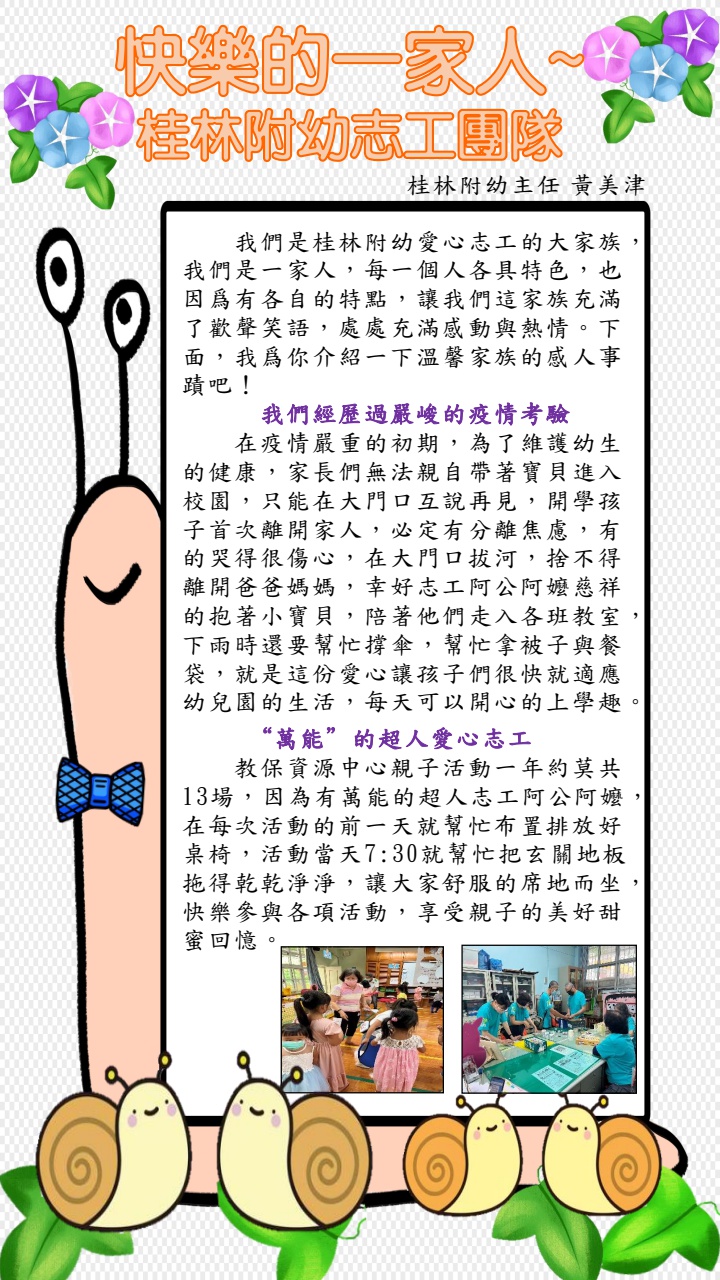 快樂的一家人~
桂林附幼志工團隊
桂林附幼主任 黃美津
我們是桂林附幼愛心志工的大家族，
我們是一家人，每一個人各具特色，也
因爲有各自的特點，讓我們這家族充滿
了歡聲笑語，處處充滿感動與熱情。下
面，我爲你介紹一下溫馨家族的感人事
蹟吧！
我們經歷過嚴峻的疫情考驗
在疫情嚴重的初期，為了維護幼生
的健康，家長們無法親自帶著寶貝進入
校園，只能在大門口互說再見，開學孩
子首次離開家人，必定有分離焦慮，有
的哭得很傷心，在大門口拔河，捨不得
離開爸爸媽媽，幸好志工阿公阿嬤慈祥
的抱著小寶貝，陪著他們走入各班教室，
下雨時還要幫忙撐傘，幫忙拿被子與餐
袋，就是這份愛心讓孩子們很快就適應
幼兒園的生活，每天可以開心的上學趣。
“萬能”的超人愛心志工
教保資源中心親子活動一年約莫共
13場，因為有萬能的超人志工阿公阿嬤，
在每次活動的前一天就幫忙布置排放好
桌椅，活動當天7:30就幫忙把玄關地板
拖得乾乾淨淨，讓大家舒服的席地而坐，
快樂參與各項活動，享受親子的美好甜
蜜回憶。